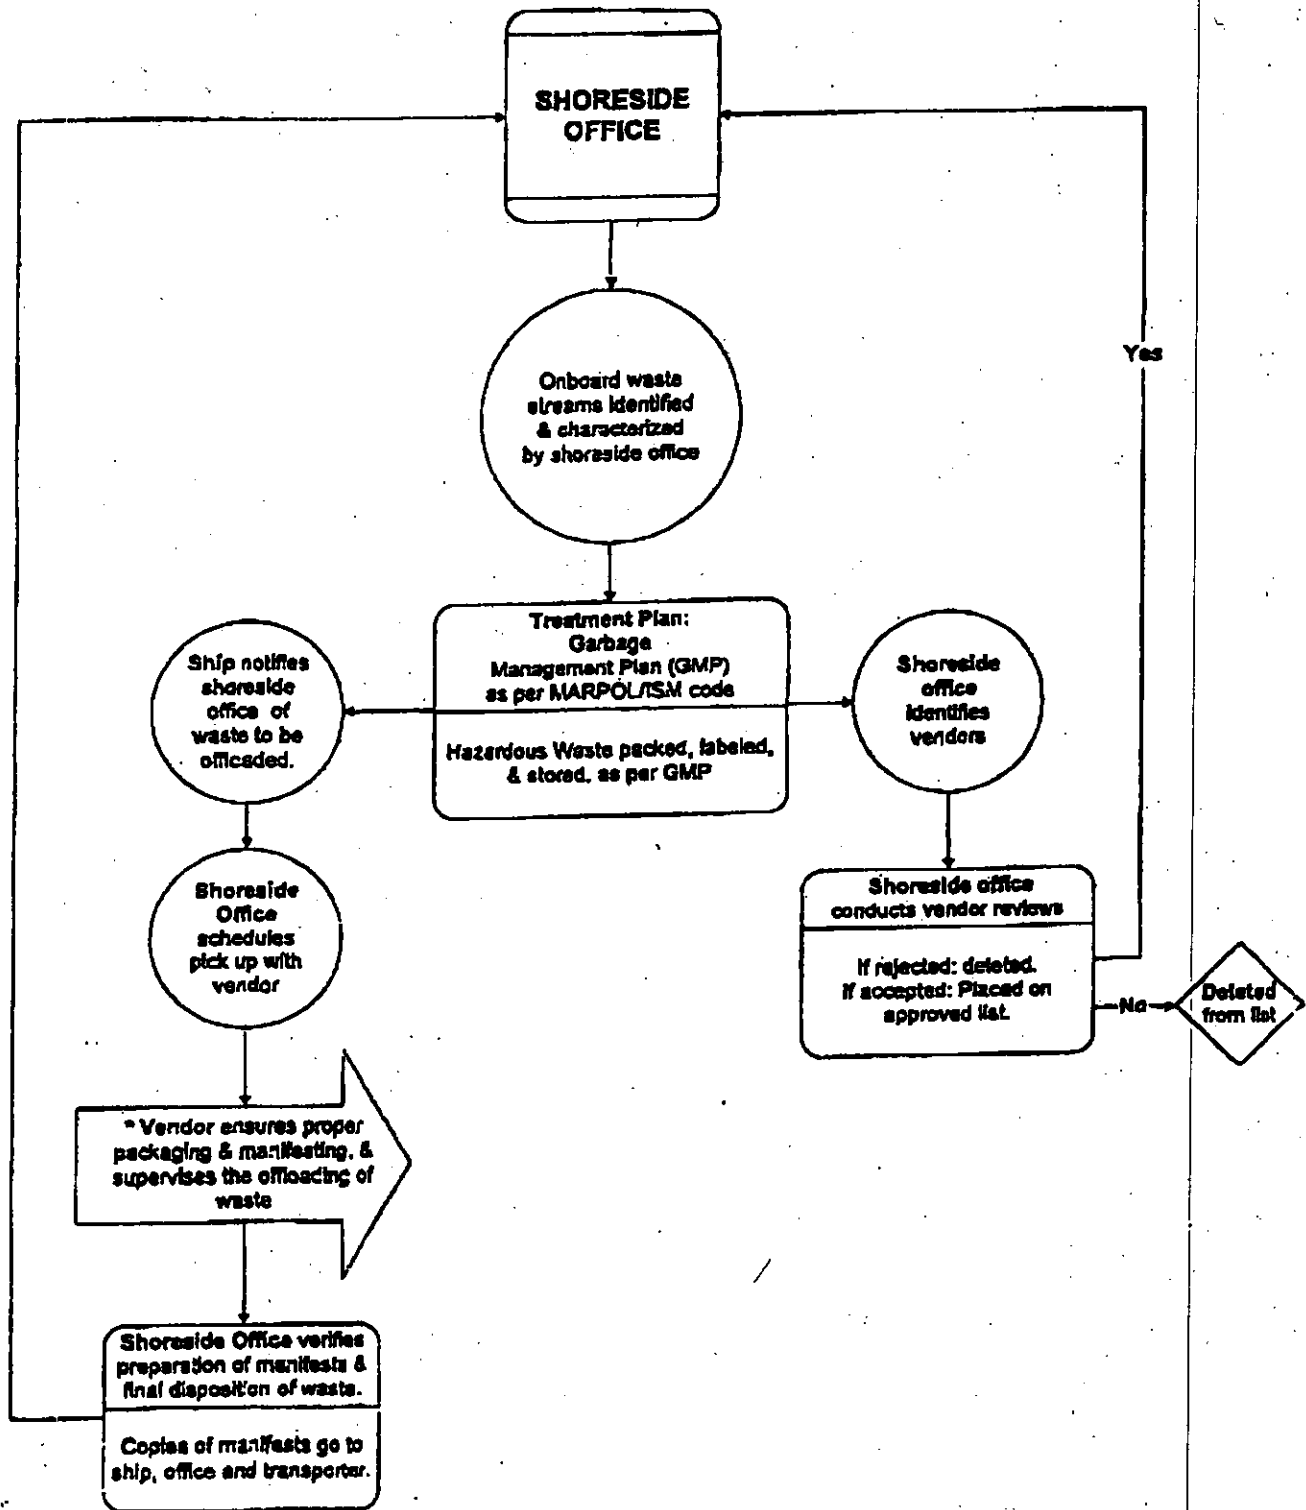 SHORESIDE
OFFICE
Yes
Onboard waste
streams identified
& characterized
by shoreside office
Treatment Plan:
Garbage
Management Plan (GMP)
as per MARPOL/ISM code
Hazardous Waste packed, labeled,
& stored, as per GMP
Ship notifies
shoreside
office of
waste to be
offloaded.
Shoreside
office
identifies
vendors
Shoreside
Office
schedules
pick up with
vendor
Shoreside office
conducts vendor reviews
If rejected: deleted.
If accepted: Placed on
approved list.
No
Deleted
from list
* Vendor ensures proper
packaging & manifesting, &
supervises the offloading of
waste
Shoreside Office verifies
preparation of manifests &
final disposition of waste.
Copies of manifests go to
ship, office and transporter.